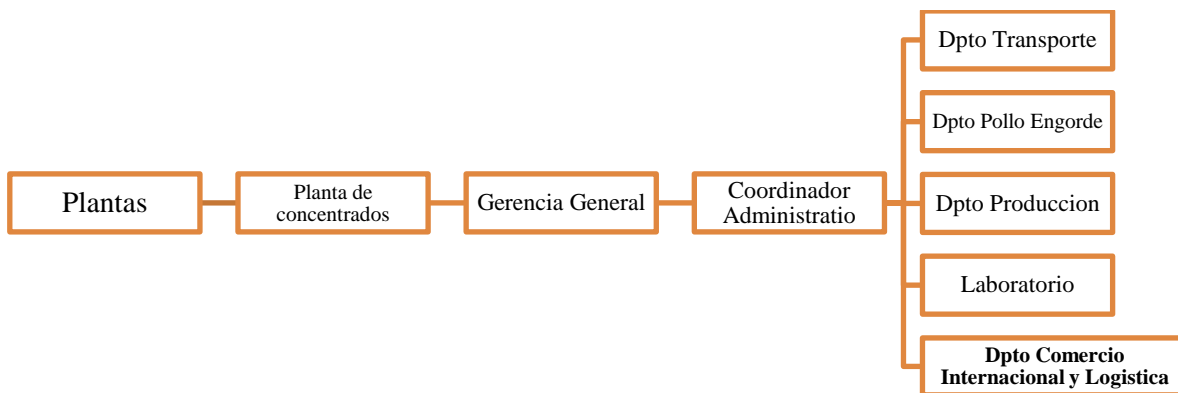 Plantas
Planta de
concentrados
Gerencia General
Coordinador
Administratio
Dpto Transporte
Dpto Pollo Engorde
Dpto Produccion
Laboratorio
Dpto Comercio
Internacional y Logistica